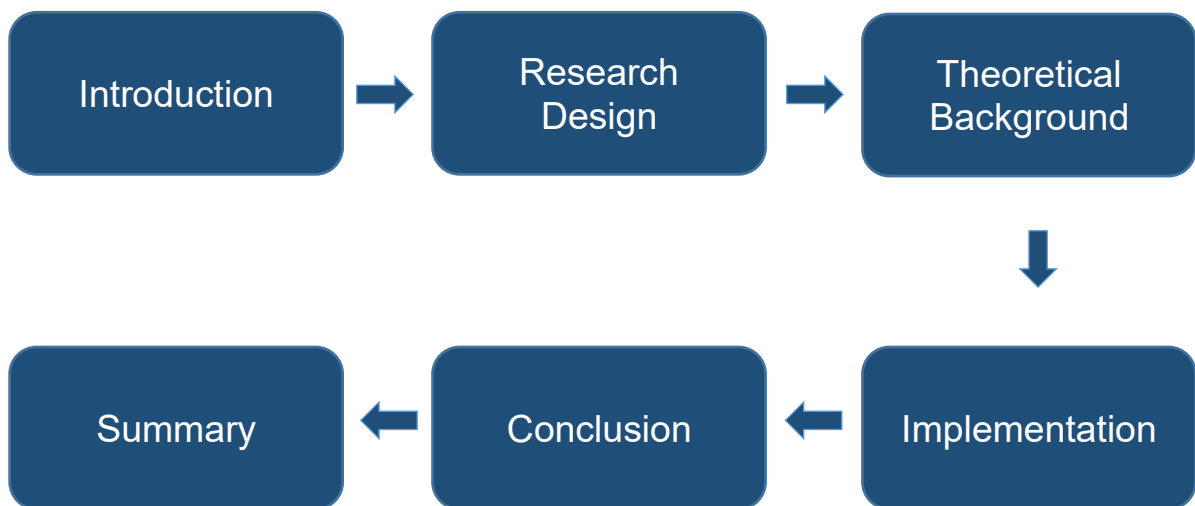 Introduction
Research
Design
Theoretical
Background
Summary
Conclusion
Implementation